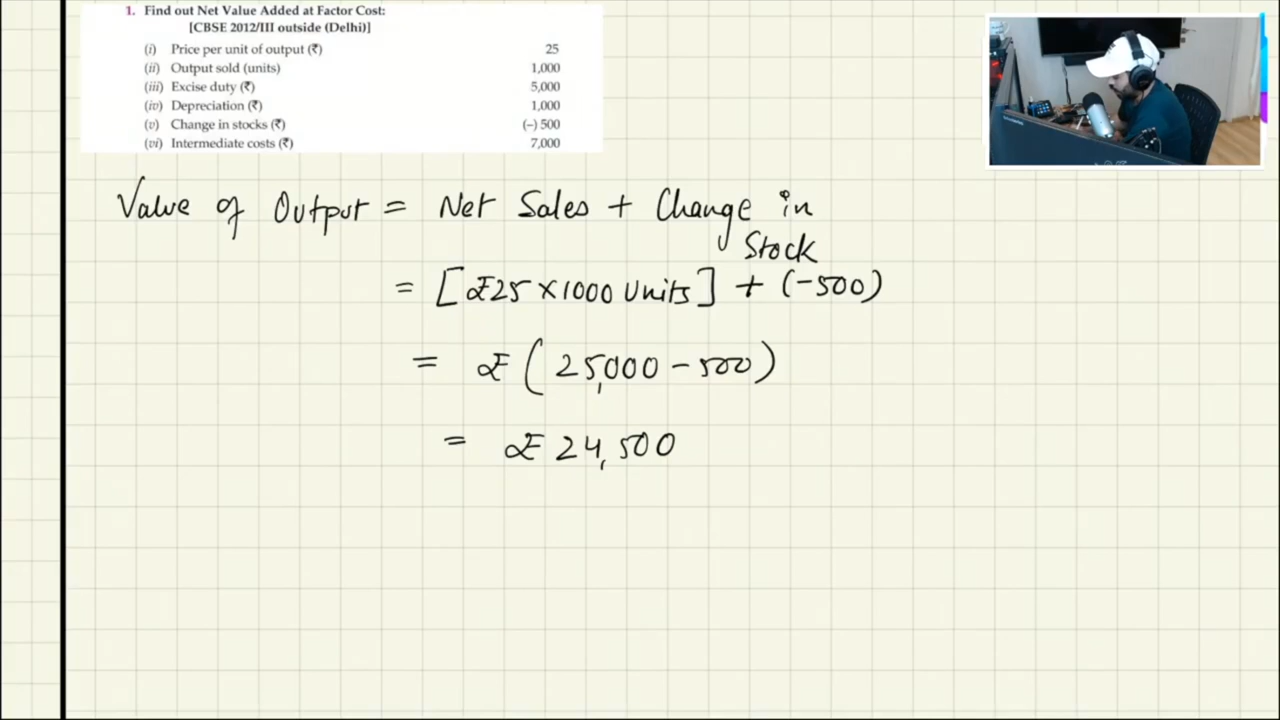 1. Find out Net Value Added at Factor Cost:
[CBSE 2012/III outside (Delhi)]
(i) Price per unit of output (₹) 25
(ii) Output sold (units) 1,000
(iii) Excise duty (₹) 5,000
(iv) Depreciation (₹) 1,000
(v) Change in stocks (₹) (–) 500
(vi) Intermediate costs (₹) 7,000
Value of Output = Net Sales + Change in
Stock
= [₹25 × 1000 Units] + (-500)
= ₹ (25,000 - 500)
= ₹ 24,500